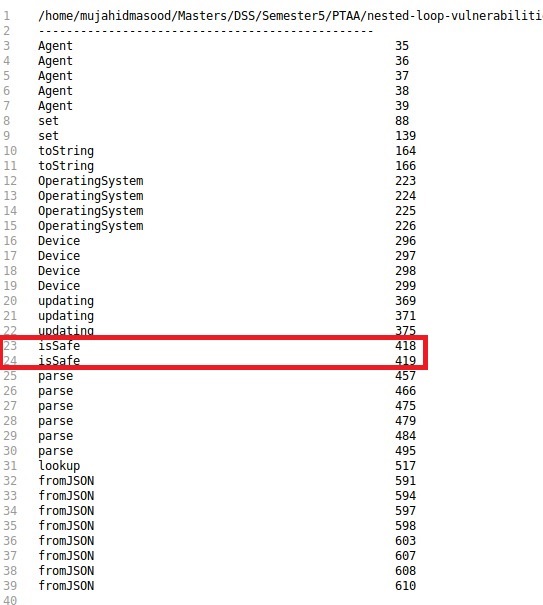 1 /home/mujahidmasood/Masters/DSS/Semester5/PTAA/nested-loop-vulnerabiliti
2 ------------------------------------------------
3 Agent 35
4 Agent 36
5 Agent 37
6 Agent 38
7 Agent 39
8 set 88
9 set 139
10 toString 164
11 toString 166
12 OperatingSystem 223
13 OperatingSystem 224
14 OperatingSystem 225
15 OperatingSystem 226
16 Device 296
17 Device 297
18 Device 298
19 Device 299
20 updating 369
21 updating 371
22 updating 375
23 isSafe 418
24 isSafe 419
25 parse 457
26 parse 466
27 parse 475
28 parse 479
29 parse 484
30 parse 495
31 lookup 517
32 fromJSON 591
33 fromJSON 594
34 fromJSON 597
35 fromJSON 598
36 fromJSON 603
37 fromJSON 607
38 fromJSON 608
39 fromJSON 610
40